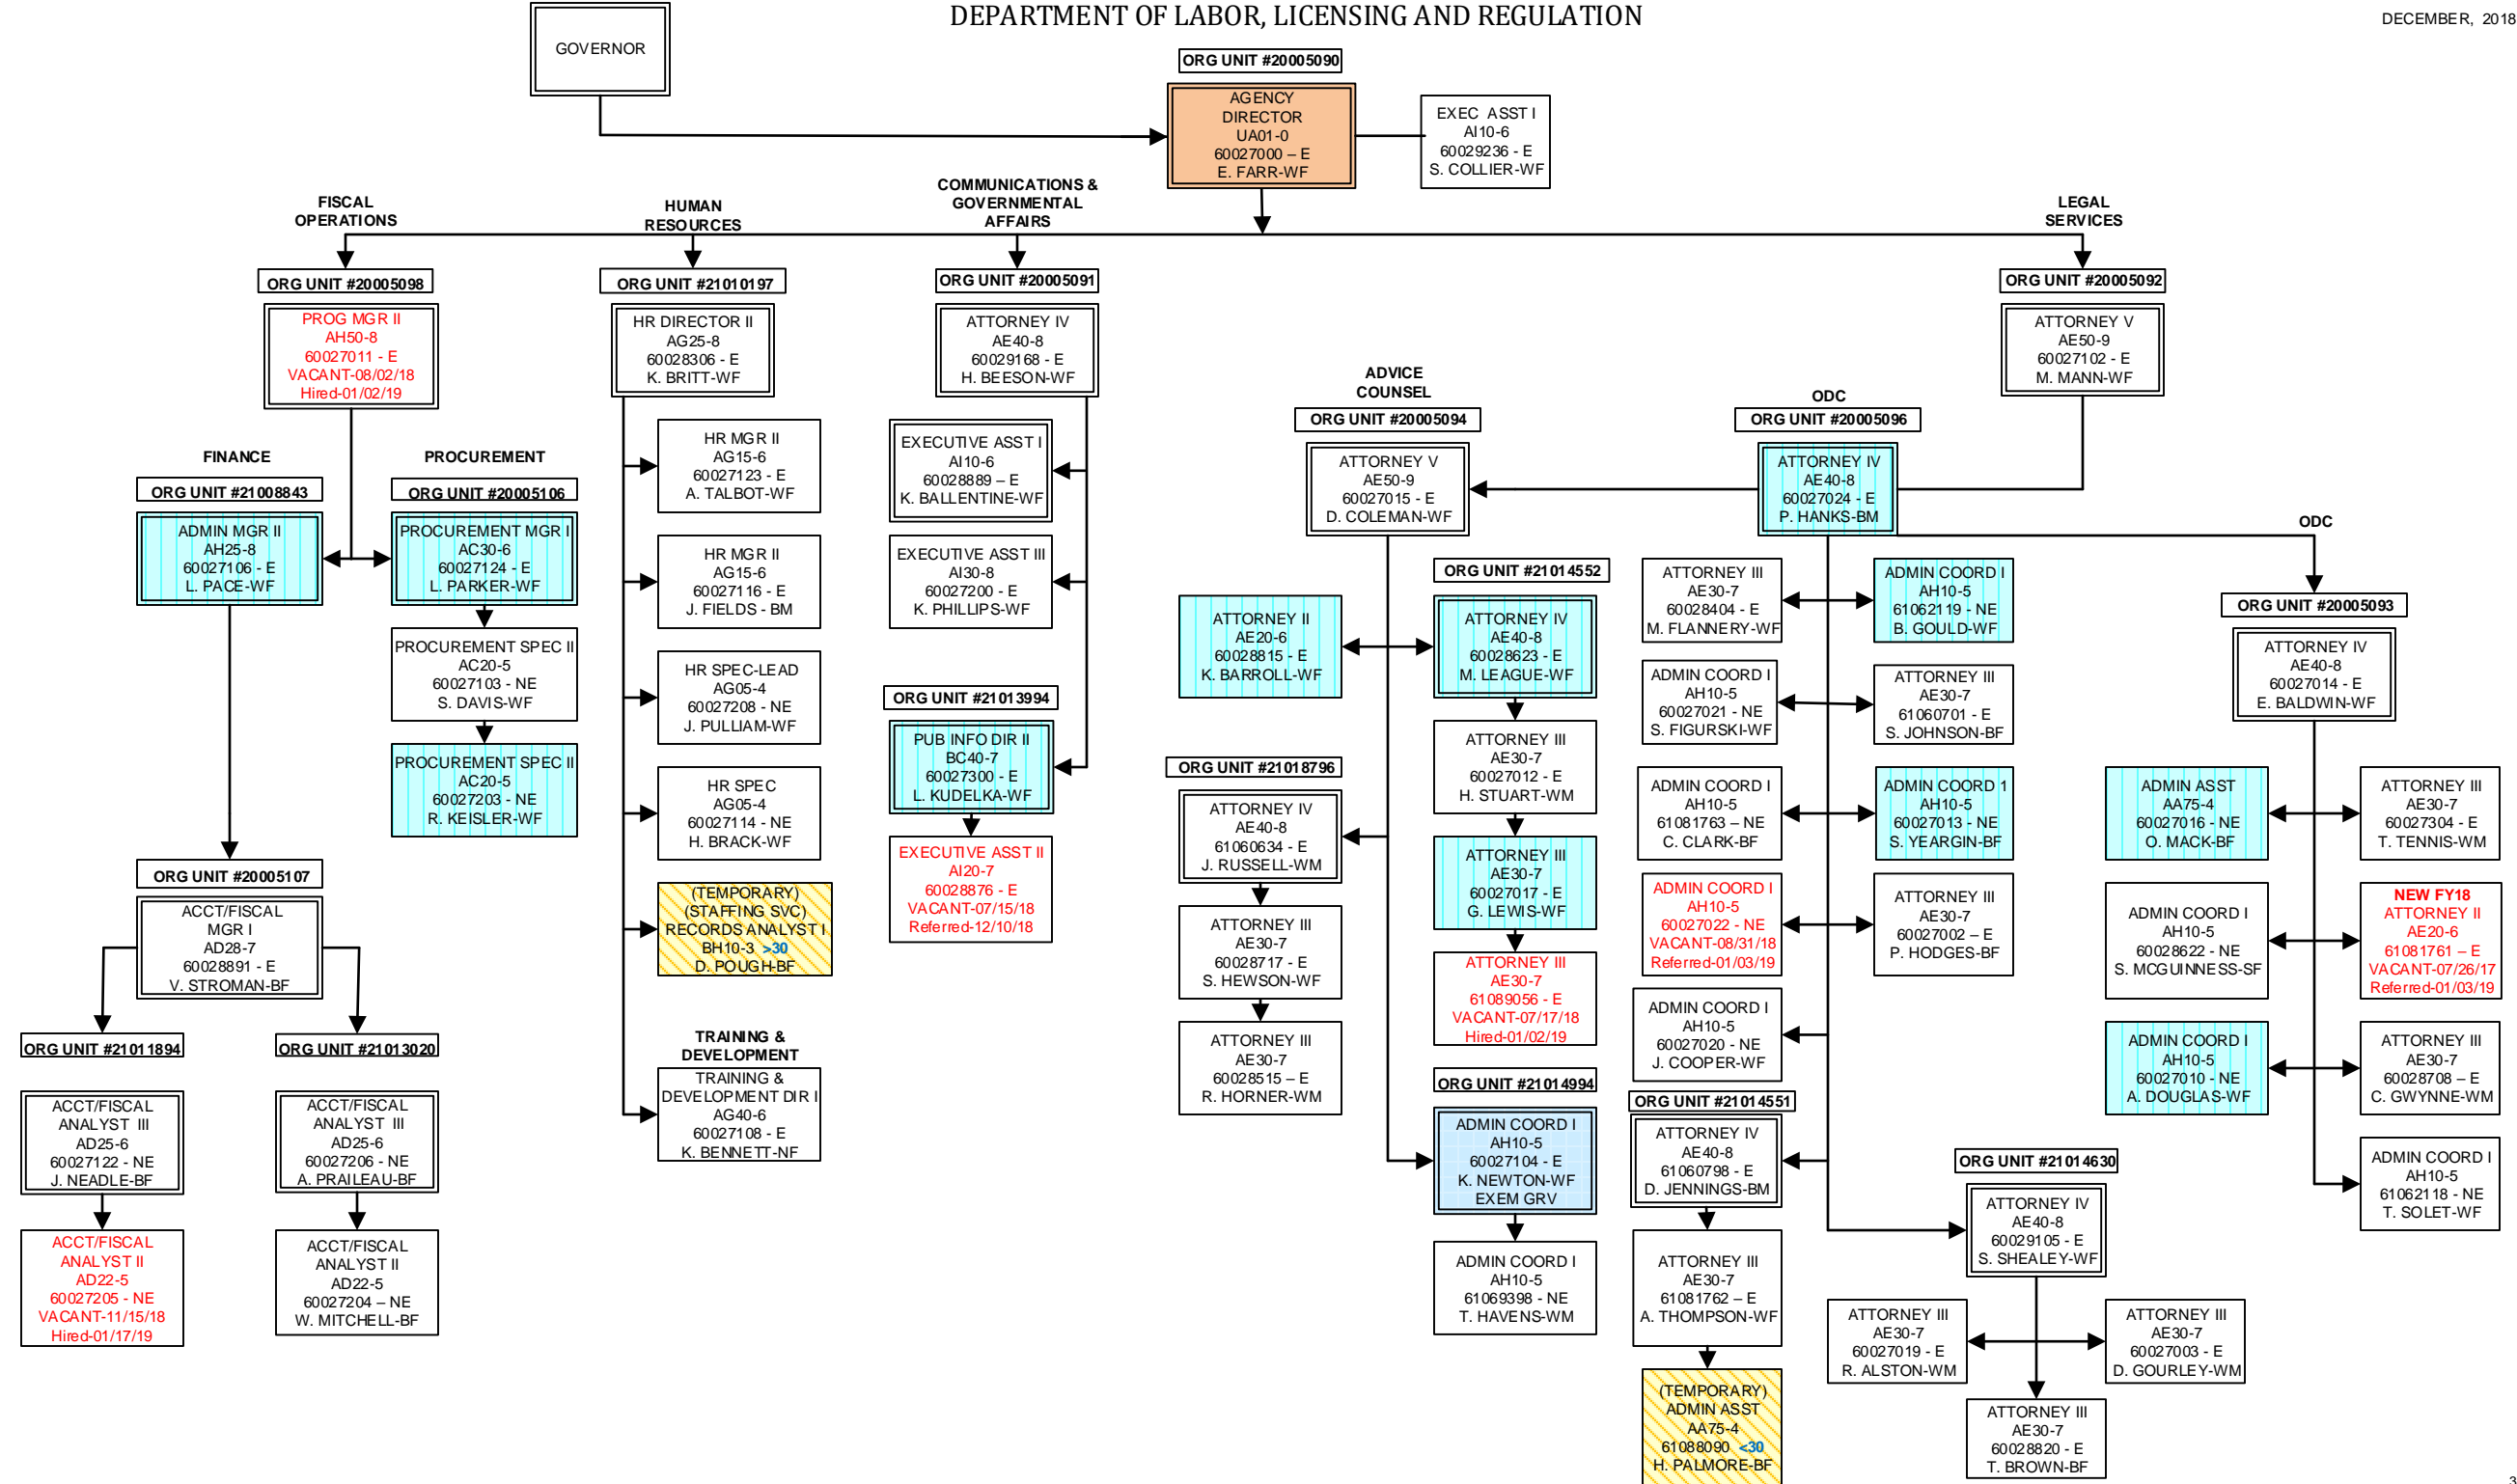 DEPARTMENT OF LABOR, LICENSING AND REGULATION
DECEMBER, 2018
GOVERNOR
ORG UNIT #20005090
AGENCY
DIRECTOR
UA01-0
60027000 – E
E. FARR-WF
EXEC ASST I
AI10-6
60029236 - E
S. COLLIER-WF
FISCAL
OPERATIONS
HUMAN
RESOURCES
COMMUNICATIONS &
GOVERNMENTAL
AFFAIRS
LEGAL
SERVICES
ORG UNIT #20005098
PROG MGR II
AH50-8
60027011 - E
VACANT-08/02/18
Hired-01/02/19
FINANCE
ORG UNIT #21008843
ADMIN MGR II
AH25-8
60027106 - E
L. PACE-WF
PROCUREMENT
ORG UNIT #20005106
PROCUREMENT MGR I
AC30-6
60027124 - E
L. PARKER-WF
PROCUREMENT SPEC II
AC20-5
60027103 - NE
S. DAVIS-WF
PROCUREMENT SPEC II
AC20-5
60027203 - NE
R. KEISLER-WF
ORG UNIT #20005107
ACCT/FISCAL
MGR I
AD28-7
60028891 - E
V. STROMAN-BF
ORG UNIT #21011894
ACCT/FISCAL
ANALYST III
AD25-6
60027122 - NE
J. NEADLE-BF
ACCT/FISCAL
ANALYST II
AD22-5
60027205 - NE
VACANT-11/15/18
Hired-01/17/19
ORG UNIT #21013020
ACCT/FISCAL
ANALYST III
AD25-6
60027206 - NE
A. PRAILEAU-BF
ACCT/FISCAL
ANALYST II
AD22-5
60027204 – NE
W. MITCHELL-BF
ORG UNIT #21010197
HR DIRECTOR II
AG25-8
60028306 - E
K. BRITT-WF
HR MGR II
AG15-6
60027123 - E
A. TALBOT-WF
HR MGR II
AG15-6
60027116 - E
J. FIELDS - BM
HR SPEC-LEAD
AG05-4
60027208 - NE
J. PULLIAM-WF
HR SPEC
AG05-4
60027114 - NE
H. BRACK-WF
(TEMPORARY)
(STAFFING SVC)
RECORDS ANALYST I
BH10-3 >30
D. POUGH-BF
TRAINING &
DEVELOPMENT
TRAINING &
DEVELOPMENT DIR I
AG40-6
60027108 - E
K. BENNETT-NF
ORG UNIT #20005091
ATTORNEY IV
AE40-8
60029168 - E
H. BEESON-WF
EXECUTIVE ASST I
AI10-6
60028889 – E
K. BALLENTINE-WF
EXECUTIVE ASST III
AI30-8
60027200 - E
K. PHILLIPS-WF
ORG UNIT #21013994
PUB INFO DIR II
BC40-7
60027300 - E
L. KUDELKA-WF
EXECUTIVE ASST II
AI20-7
60028876 - E
VACANT-07/15/18
Referred-12/10/18
ORG UNIT #20005092
ATTORNEY V
AE50-9
60027102 - E
M. MANN-WF
ADVICE
COUNSEL
ORG UNIT #20005094
ATTORNEY V
AE50-9
60027015 - E
D. COLEMAN-WF
ATTORNEY II
AE20-6
60028815 - E
K. BARROLL-WF
ORG UNIT #21014552
ATTORNEY IV
AE40-8
60028623 – E
M. LEAGUE-WF
ATTORNEY III
AE30-7
60027012 - E
H. STUART-WM
ATTORNEY III
AE30-7
60027017 - E
G. LEWIS-WF
ATTORNEY III
AE30-7
61089056 - E
VACANT-07/17/18
Hired-01/02/19
ORG UNIT #21018796
ATTORNEY IV
AE40-8
61060634 - E
J. RUSSELL-WM
ATTORNEY III
AE30-7
60028717 - E
S. HEWSON-WF
ATTORNEY III
AE30-7
60028515 – E
R. HORNER-WM
ORG UNIT #21014994
ADMIN COORD I
AH10-5
60027104 - E
K. NEWTON-WF
EXEM GRV
ADMIN COORD I
AH10-5
61069398 - NE
T. HAVENS-WM
ODC
ORG UNIT #20005096
ATTORNEY IV
AE40-8
60027024 - E
P. HANKS-BM
ATTORNEY III
AE30-7
60028404 - E
M. FLANNERY-WF
ADMIN COORD I
AH10-5
61062119 - NE
B. GOULD-WF
ADMIN COORD I
AH10-5
60027021 - NE
S. FIGURSKI-WF
ATTORNEY III
AE30-7
61060701 - E
S. JOHNSON-BF
ADMIN COORD I
AH10-5
61081763 – NE
C. CLARK-BF
ADMIN COORD 1
AH10-5
60027013 - NE
S. YEARGIN-BF
ADMIN COORD I
AH10-5
60027022 - NE
VACANT-08/31/18
Referred-01/03/19
ATTORNEY III
AE30-7
60027002 – E
P. HODGES-BF
ADMIN COORD I
AH10-5
60027020 - NE
J. COOPER-WF
ORG UNIT #21014551
ATTORNEY IV
AE40-8
61060798 - E
D. JENNINGS-BM
ATTORNEY III
AE30-7
61081762 – E
A. THOMPSON-WF
(TEMPORARY)
ADMIN ASST
AA75-4
61088090 <30
H. PALMORE-BF
ORG UNIT #21014630
ATTORNEY IV
AE40-8
60029105 - E
S. SHEALEY-WF
ATTORNEY III
AE30-7
60027019 - E
R. ALSTON-WM
ATTORNEY III
AE30-7
60027003 - E
D. GOURLEY-WM
ATTORNEY III
AE30-7
60028820 - E
T. BROWN-BF
ODC
ORG UNIT #20005093
ATTORNEY IV
AE40-8
60027014 - E
E. BALDWIN-WF
ADMIN ASST
AA75-4
60027016 - NE
O. MACK-BF
ATTORNEY III
AE30-7
60027304 - E
T. TENNIS-WM
ADMIN COORD I
AH10-5
60028622 - NE
S. MCGUINNESS-SF
NEW FY18
ATTORNEY II
AE20-6
61081761 – E
VACANT-07/26/17
Referred-01/03/19
ADMIN COORD I
AH10-5
60027010 - NE
A. DOUGLAS-WF
ATTORNEY III
AE30-7
60028708 – E
C. GWYNNE-WM
ADMIN COORD I
AH10-5
61062118 - NE
T. SOLET-WF
3